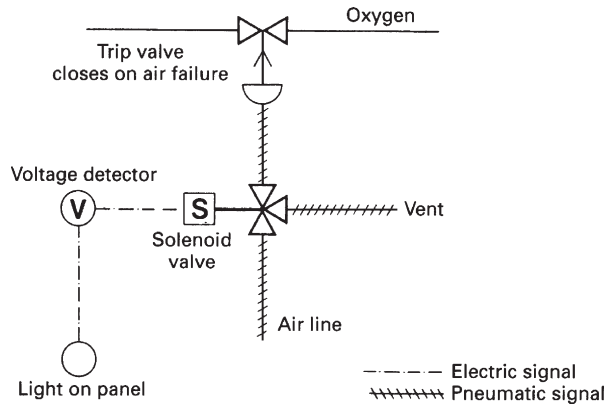 Oxygen
Trip valve
closes on air failure
Voltage detector
V
S
Vent
Solenoid
valve
Air line
Light on panel
Electric signal
Pneumatic signal